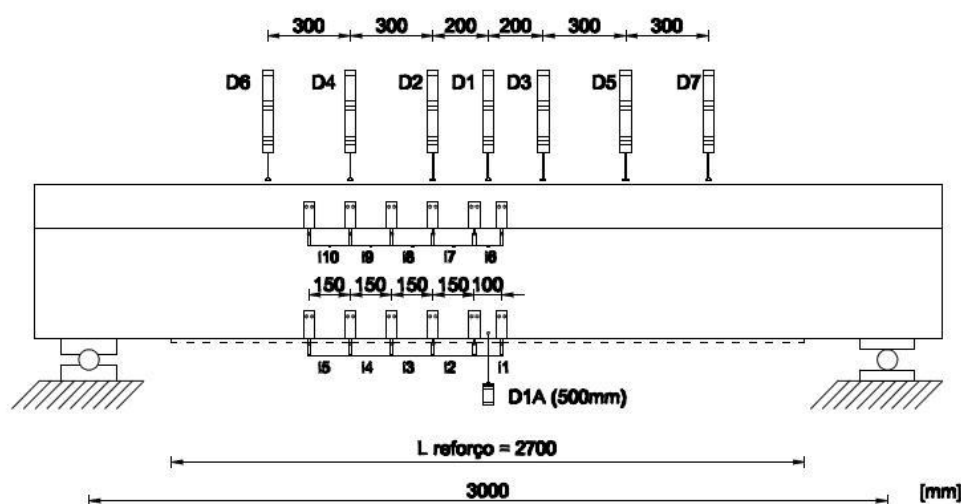 300 300 200 200 300 300
D6 D4 D2 D1 D3 D5 D7
i10 i9 i8 i7 i6
150 150 150 150 100
i5 i4 i3 i2 i1
D1A (500mm)
L reforço = 2700
3000
[mm]